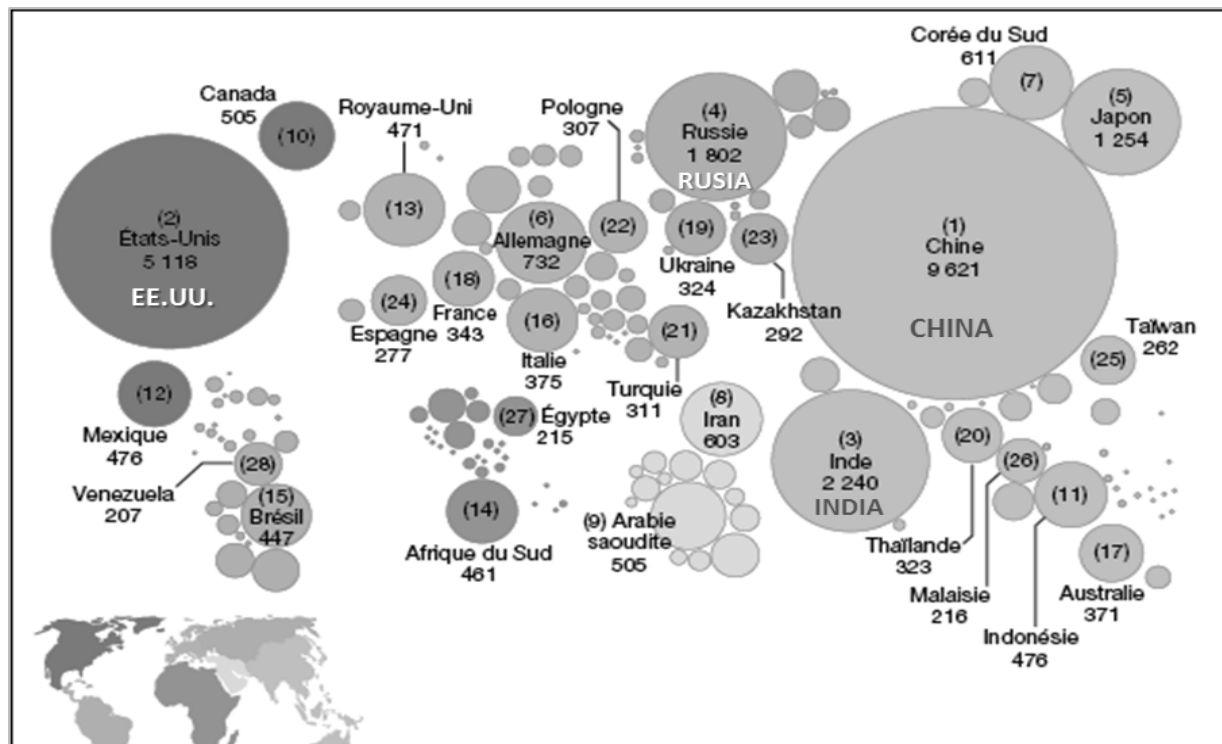 Canada
505
(10)
(2)
États-Unis
5 118
EE.UU.
(12)
Mexique
476
Venezuela
207
(28)
(15)
Brésil
447
Royaume-Uni
471
(13)
Pologne
307
(22)
(6)
Allemagne
732
(18)
France
343
(24)
Espagne
277
(16)
Italie
375
(4)
Russie
1 802
RUSIA
(19)
Ukraine
324
(23)
Kazakhstan
292
(21)
Turquie
311
(27) Égypte
215
(14)
Afrique du Sud
461
(8)
Iran
603
(9) Arabie
saoudite
505
Corée du Sud
611
(7)
(5)
Japon
1 254
(1)
Chine
9 621
CHINA
Taïwan
262
(25)
(3)
Inde
2 240
INDIA
(20)
Thaïlande
323
(26)
Malaisie
216
(11)
Indonésie
476
(17)
Australie
371